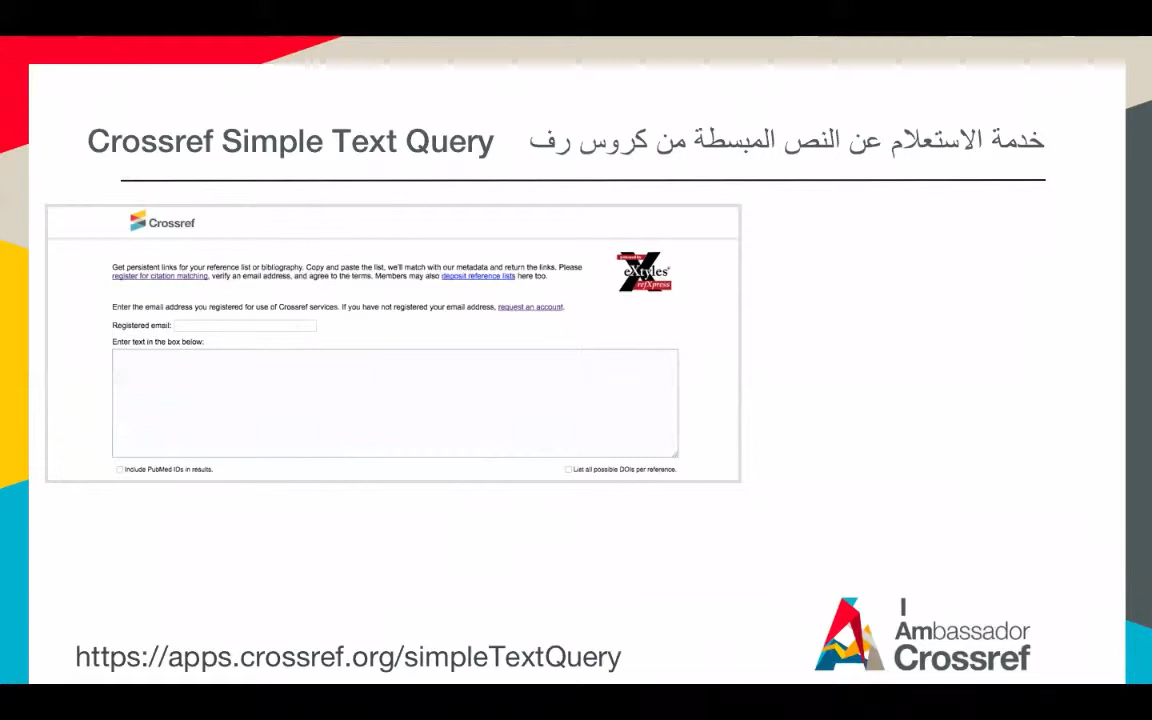 Crossref Simple Text Query خدمة الاستعلام عن النص المبسطة من كروس رف
Crossref
Get persistent links for your reference list or bibliography. Copy and paste the list, we'll match with our metadata and return the links. Please
register for citation matching, verify an email address, and agree to the terms. Members may also deposit reference lists here too.
powered by
eXtyles®
refXpress
Enter the email address you registered for use of Crossref services. If you have not registered your email address, request an account.
Registered email:
Enter text in the box below:
Include PubMed IDs in results.
List all possible DOIs per reference.
https://apps.crossref.org/simpleTextQuery
I
Ambassador
Crossref